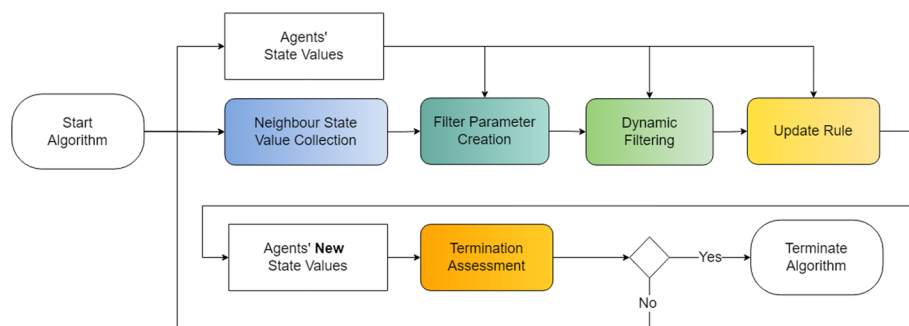 Agents'
State Values
Start
Algorithm
Neighbour State
Value Collection
Filter Parameter
Creation
Dynamic
Filtering
Update Rule
Agents' New
State Values
Termination
Assessment
Yes
Terminate
Algorithm
No